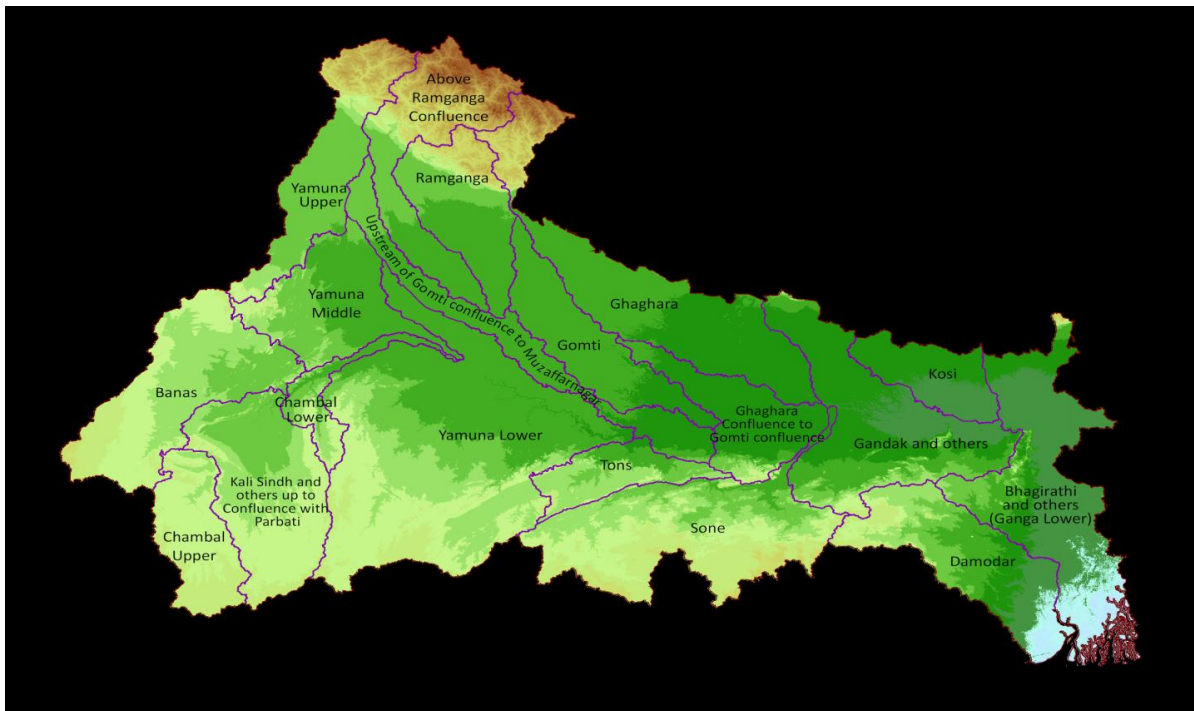 Above
Ramganga
Confluence
Ramganga
Yamuna
Upper
Upstream of Gomti confluence to Muzaffarnagar
Ghaghara
Yamuna
Middle
Gomti
Kosi
Banas
Chambal
Lower
Ghaghara
Confluence to
Gomti confluence
Yamuna Lower
Gandak and others
Tons
Kali Sindh and
others up to
Confluence with
Parbati
Bhagirathi
and others
(Ganga Lower)
Sone
Chambal
Upper
Damodar